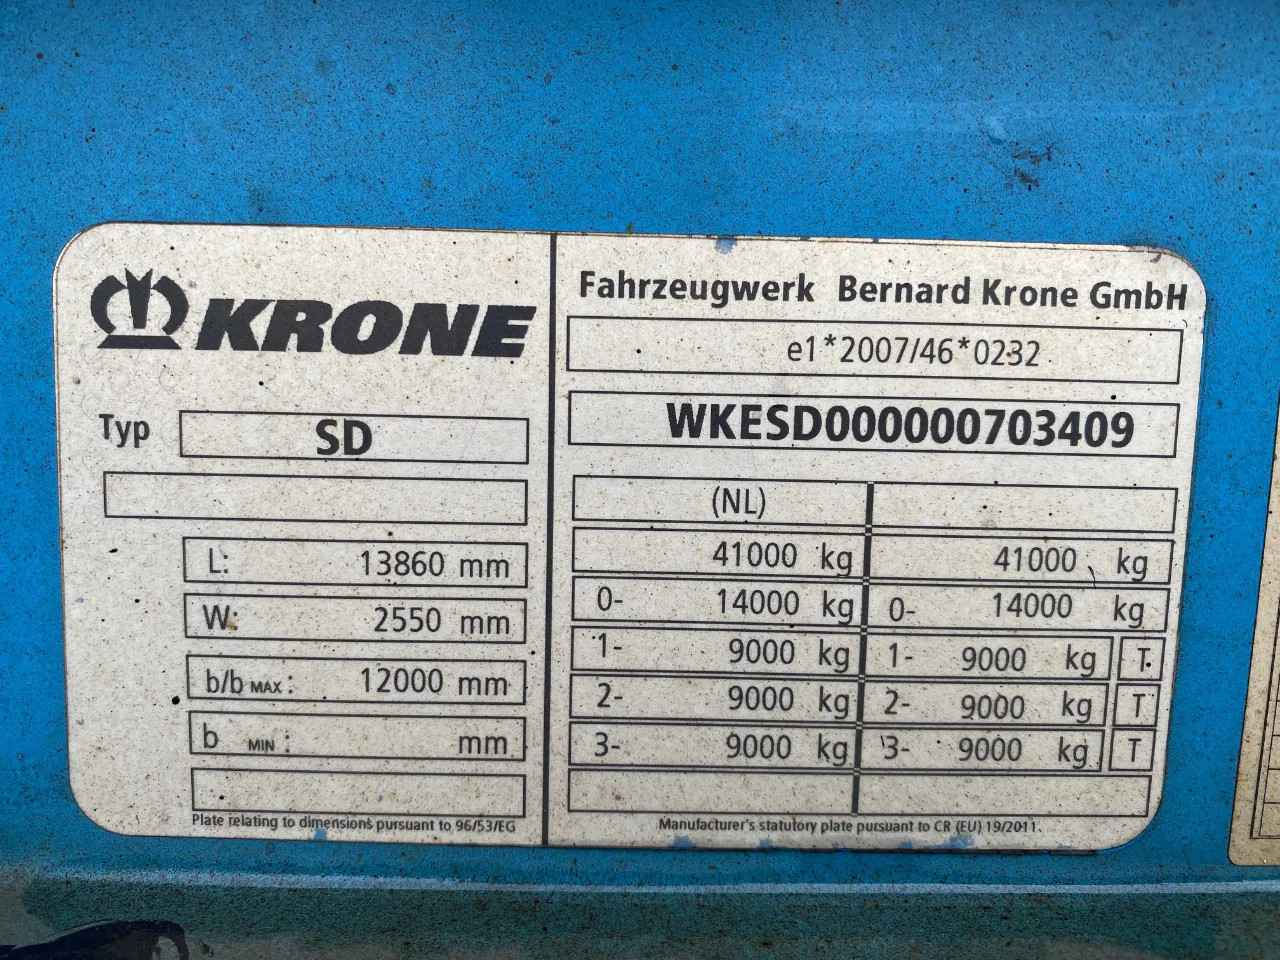 KRONE
Typ SD
L: 13860 mm
W: 2550 mm
b/b MAX: 12000 mm
b MIN: mm
Plate relating to dimensions pursuant to 96/53/EG
Fahrzeugwerk Bernard Krone GmbH
e1*2007/46*0232
WKESD000000703409
(NL)
41000 kg 41000 kg
0- 14000 kg 0- 14000 kg
1- 9000 kg 1- 9000 kg T
2- 9000 kg 2- 9000 kg T
3- 9000 kg 3- 9000 kg T
Manufacturer's statutory plate pursuant to CR (EU) 19/2011.